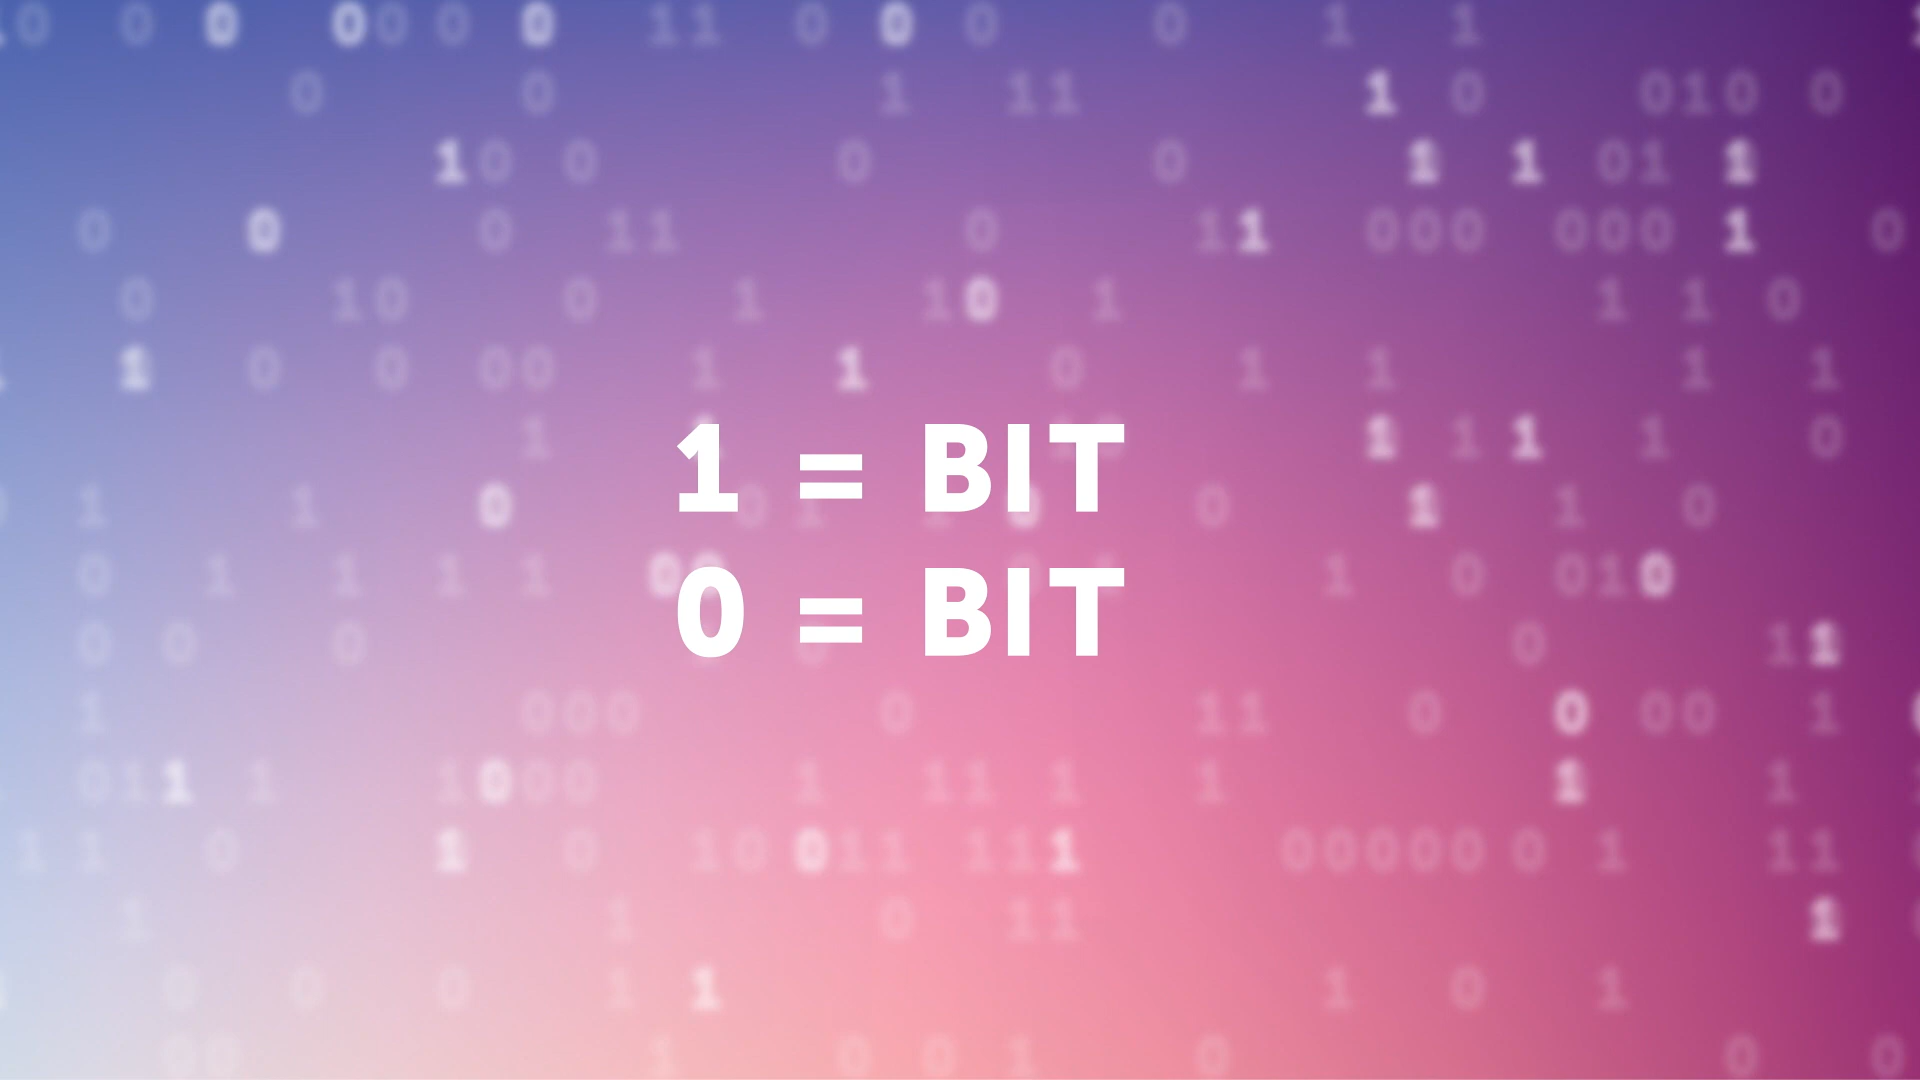 1 = BIT
0 = BIT